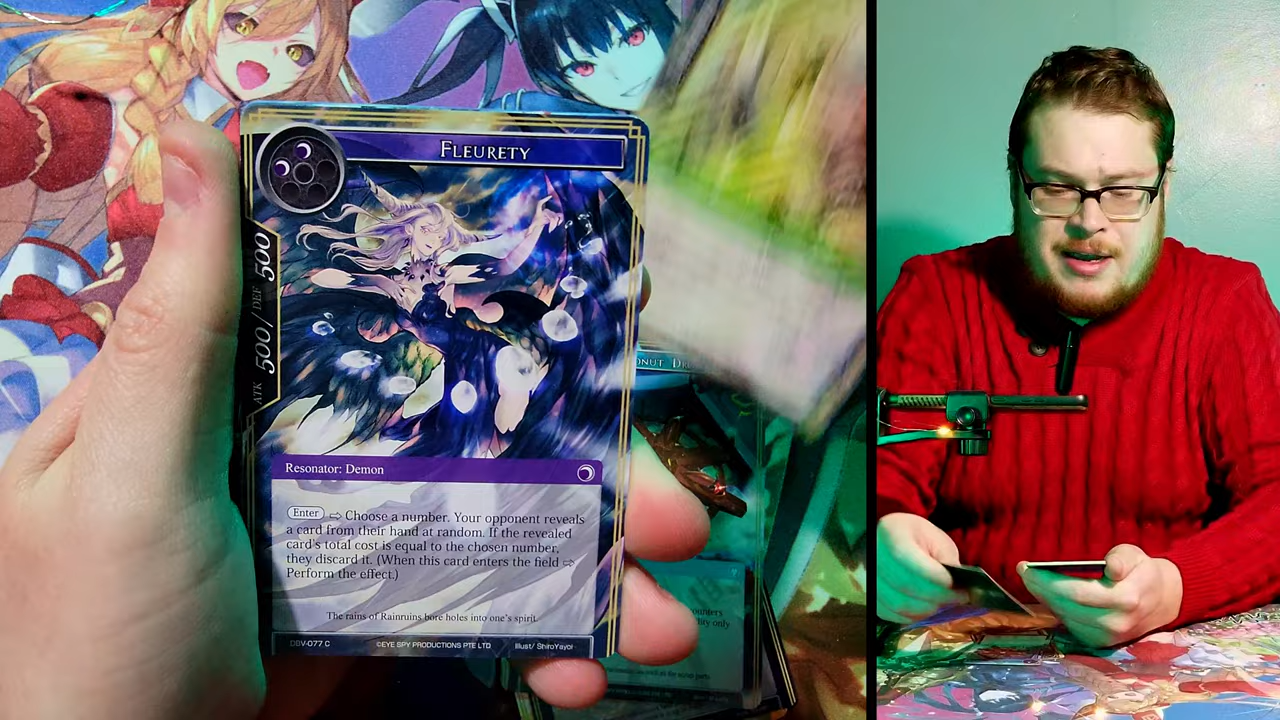 FLEURETY
ATK 500 / DEF 500
Resonator: Demon
Enter ⇨ Choose a number. Your opponent reveals
a card from their hand at random. If the revealed
card's total cost is equal to the chosen number,
they discard it. (When this card enters the field ⇨
Perform the effect.)
The rains of Rainruins bore holes into one's spirit.
DBV-077 C ©EYE SPY PRODUCTIONS PTE LTD Illust/ ShiroYayoi